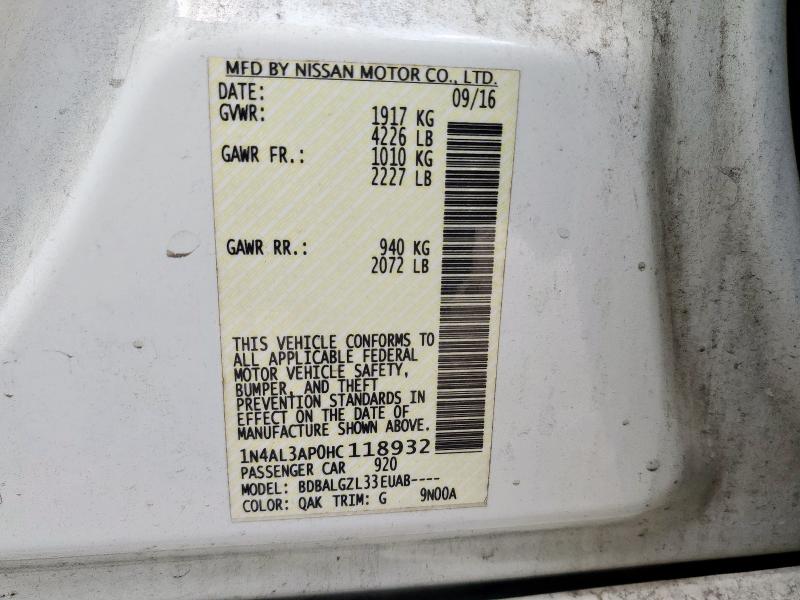 MFD BY NISSAN MOTOR CO., LTD.
DATE: 09/16
GVWR: 1917 KG
4226 LB
GAWR FR.: 1010 KG
2227 LB
GAWR RR.: 940 KG
2072 LB
THIS VEHICLE CONFORMS TO
ALL APPLICABLE FEDERAL
MOTOR VEHICLE SAFETY,
BUMPER, AND THEFT
PREVENTION STANDARDS IN
EFFECT ON THE DATE OF
MANUFACTURE SHOWN ABOVE.
1N4AL3AP0HC118932
PASSENGER CAR 920
MODEL: BDBALGZL33EUAB----
COLOR: QAK TRIM: G 9N00A